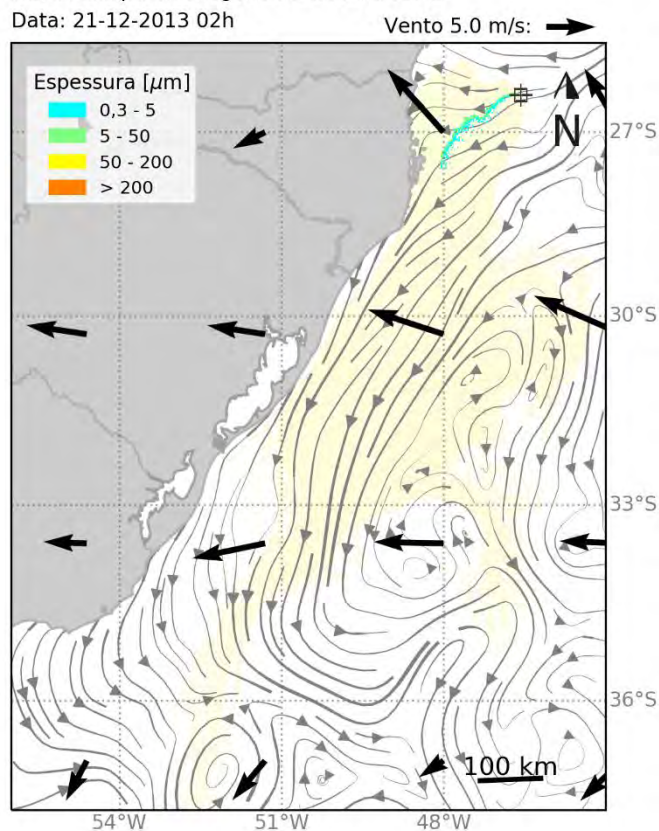 Data: 21-12-2013 02h
Vento 5.0 m/s:
Espessura [μm]
0,3 - 5
5 - 50
50 - 200
> 200
N
27°S
30°S
33°S
36°S
100 km
54°W
51°W
48°W